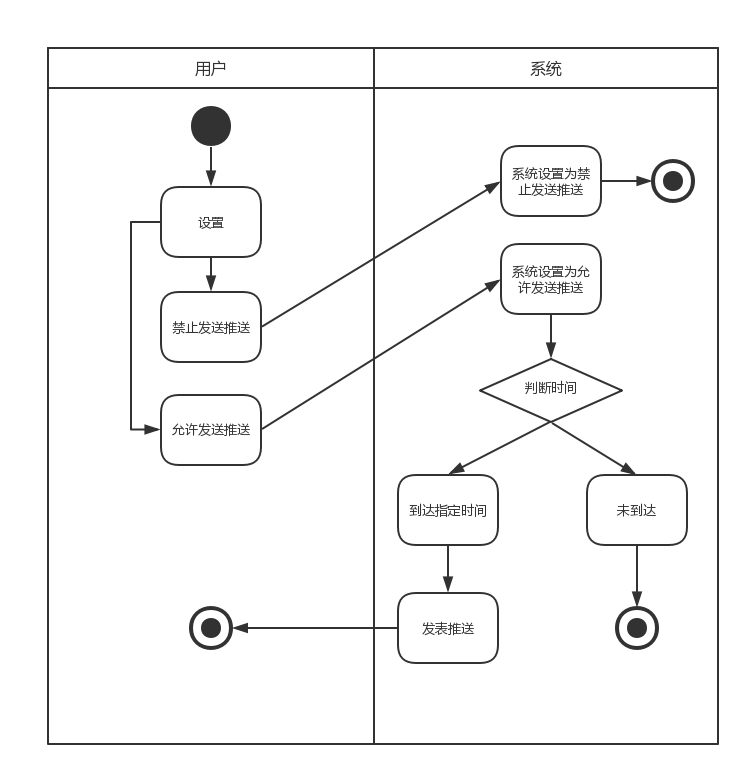 用户
系统
设置
禁止发送推送
允许发送推送
系统设置为禁
止发送推送
系统设置为允
许发送推送
判断时间
到达指定时间
未到达
发表推送